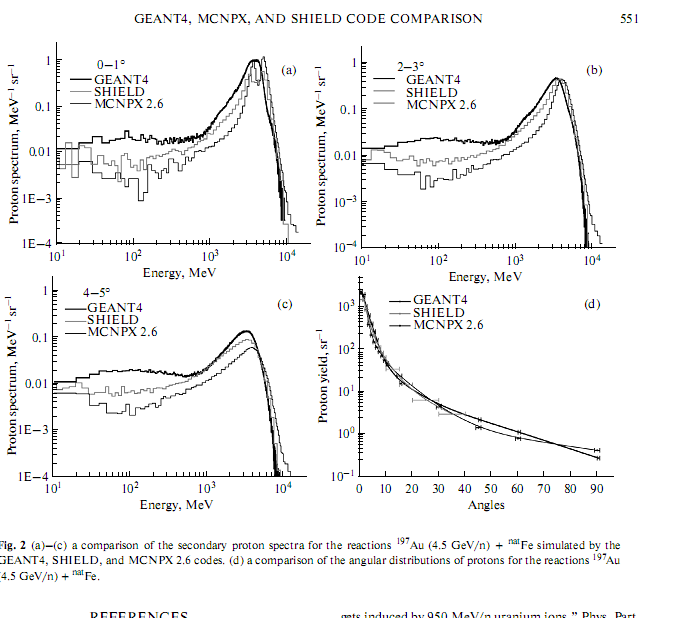 GEANT4, MCNPX, AND SHIELD CODE COMPARISON 551
Proton spectrum, MeV⁻¹ sr⁻¹
1
0.1
0.01
1E−3
1E−4
0−1°
GEANT4
SHIELD
MCNPX 2.6
(a)
10¹ 10² 10³ 10⁴
Energy, MeV
Proton spectrum, MeV⁻¹ sr⁻¹
1
0.1
0.01
10⁻³
10⁻⁴
2−3°
GEANT4
SHIELD
MCNPX 2.6
(b)
10¹ 10² 10³ 10⁴
Energy, MeV
Proton spectrum, MeV⁻¹ sr⁻¹
1
0.1
0.01
1E−3
1E−4
4−5°
GEANT4
SHIELD
MCNPX 2.6
(c)
10¹ 10² 10³ 10⁴
Energy, MeV
Proton yield, sr⁻¹
10³
10²
10¹
10⁰
10⁻¹
GEANT4
SHIELD
MCNPX 2.6
(d)
0 10 20 30 40 50 60 70 80 90
Angles
Fig. 2 (a)−(c) a comparison of the secondary proton spectra for the reactions ¹⁹⁷Au (4.5 GeV/n) + ⁿᵃᵗFe simulated by the
GEANT4, SHIELD, and MCNPX 2.6 codes. (d) a comparison of the angular distributions of protons for the reactions ¹⁹⁷Au
(4.5 GeV/n) + ⁿᵃᵗFe.
REFERENCES
gets induced by 950 MeV/n uranium ions," Phys. Part.